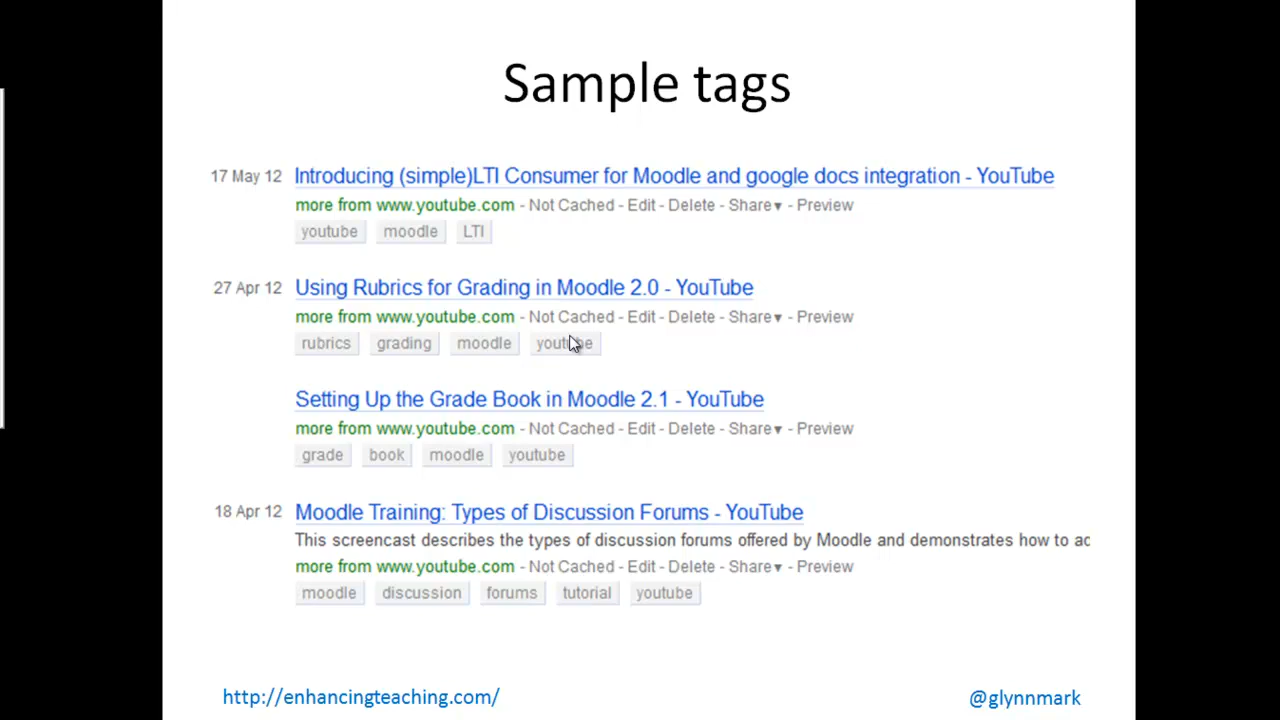 Sample tags
17 May 12 Introducing (simple)LTI Consumer for Moodle and google docs integration - YouTube
more from www.youtube.com - Not Cached - Edit - Delete - Share▾ - Preview
youtube moodle LTI
27 Apr 12 Using Rubrics for Grading in Moodle 2.0 - YouTube
more from www.youtube.com - Not Cached - Edit - Delete - Share▾ - Preview
rubrics grading moodle youtube
Setting Up the Grade Book in Moodle 2.1 - YouTube
more from www.youtube.com - Not Cached - Edit - Delete - Share▾ - Preview
grade book moodle youtube
18 Apr 12 Moodle Training: Types of Discussion Forums - YouTube
This screencast describes the types of discussion forums offered by Moodle and demonstrates how to
more from www.youtube.com - Not Cached - Edit - Delete - Share▾ - Preview
moodle discussion forums tutorial youtube
http://enhancingteaching.com/ @glynnmark